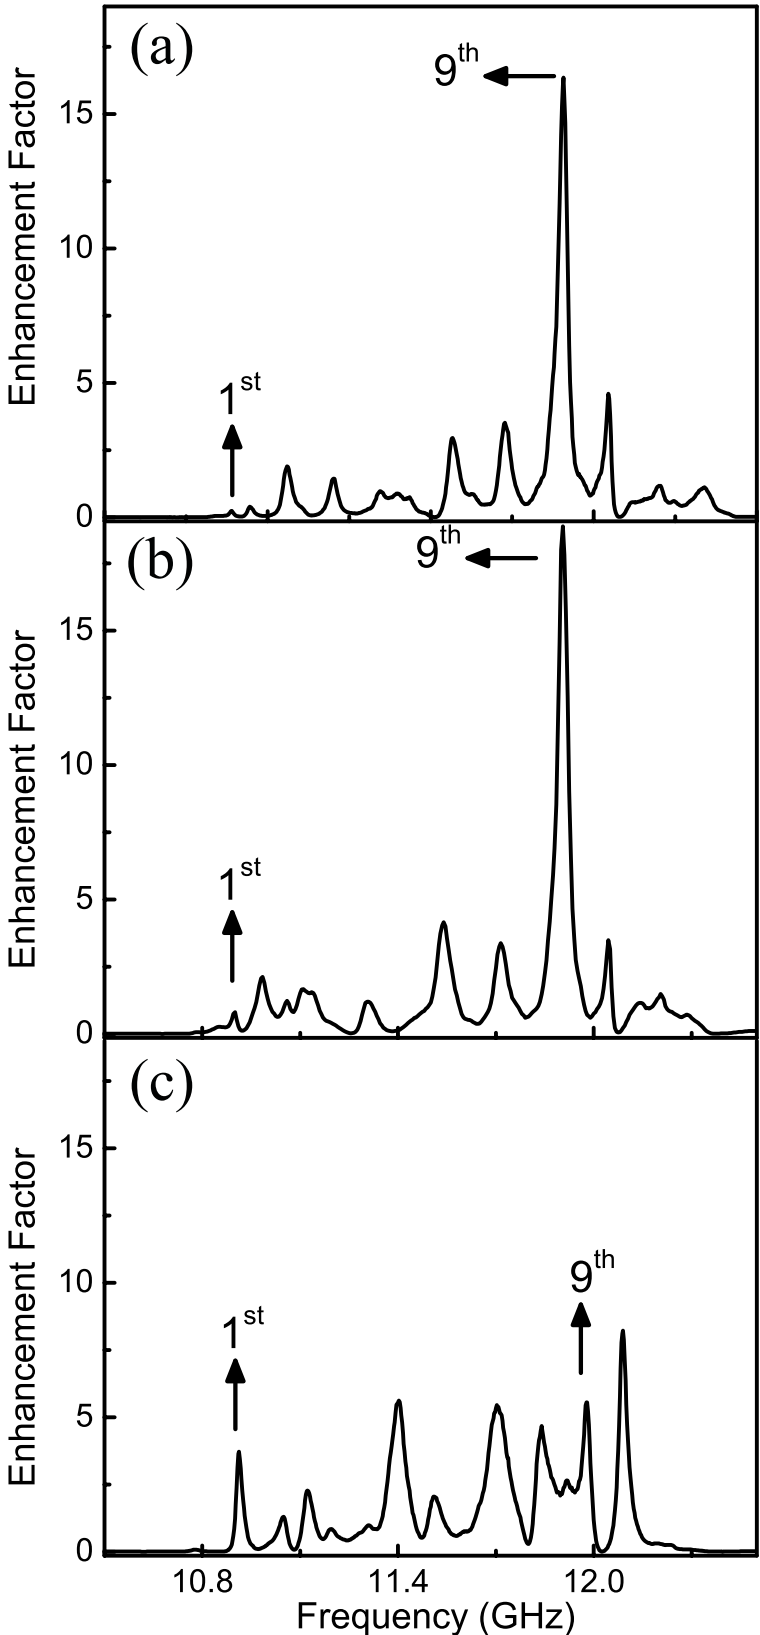 (a)
9th
15
10
5
0
1st
Enhancement Factor
(b)
9th
15
10
5
0
1st
Enhancement Factor
(c)
15
10
5
0
1st
9th
Enhancement Factor
10.8 11.4 12.0
Frequency (GHz)